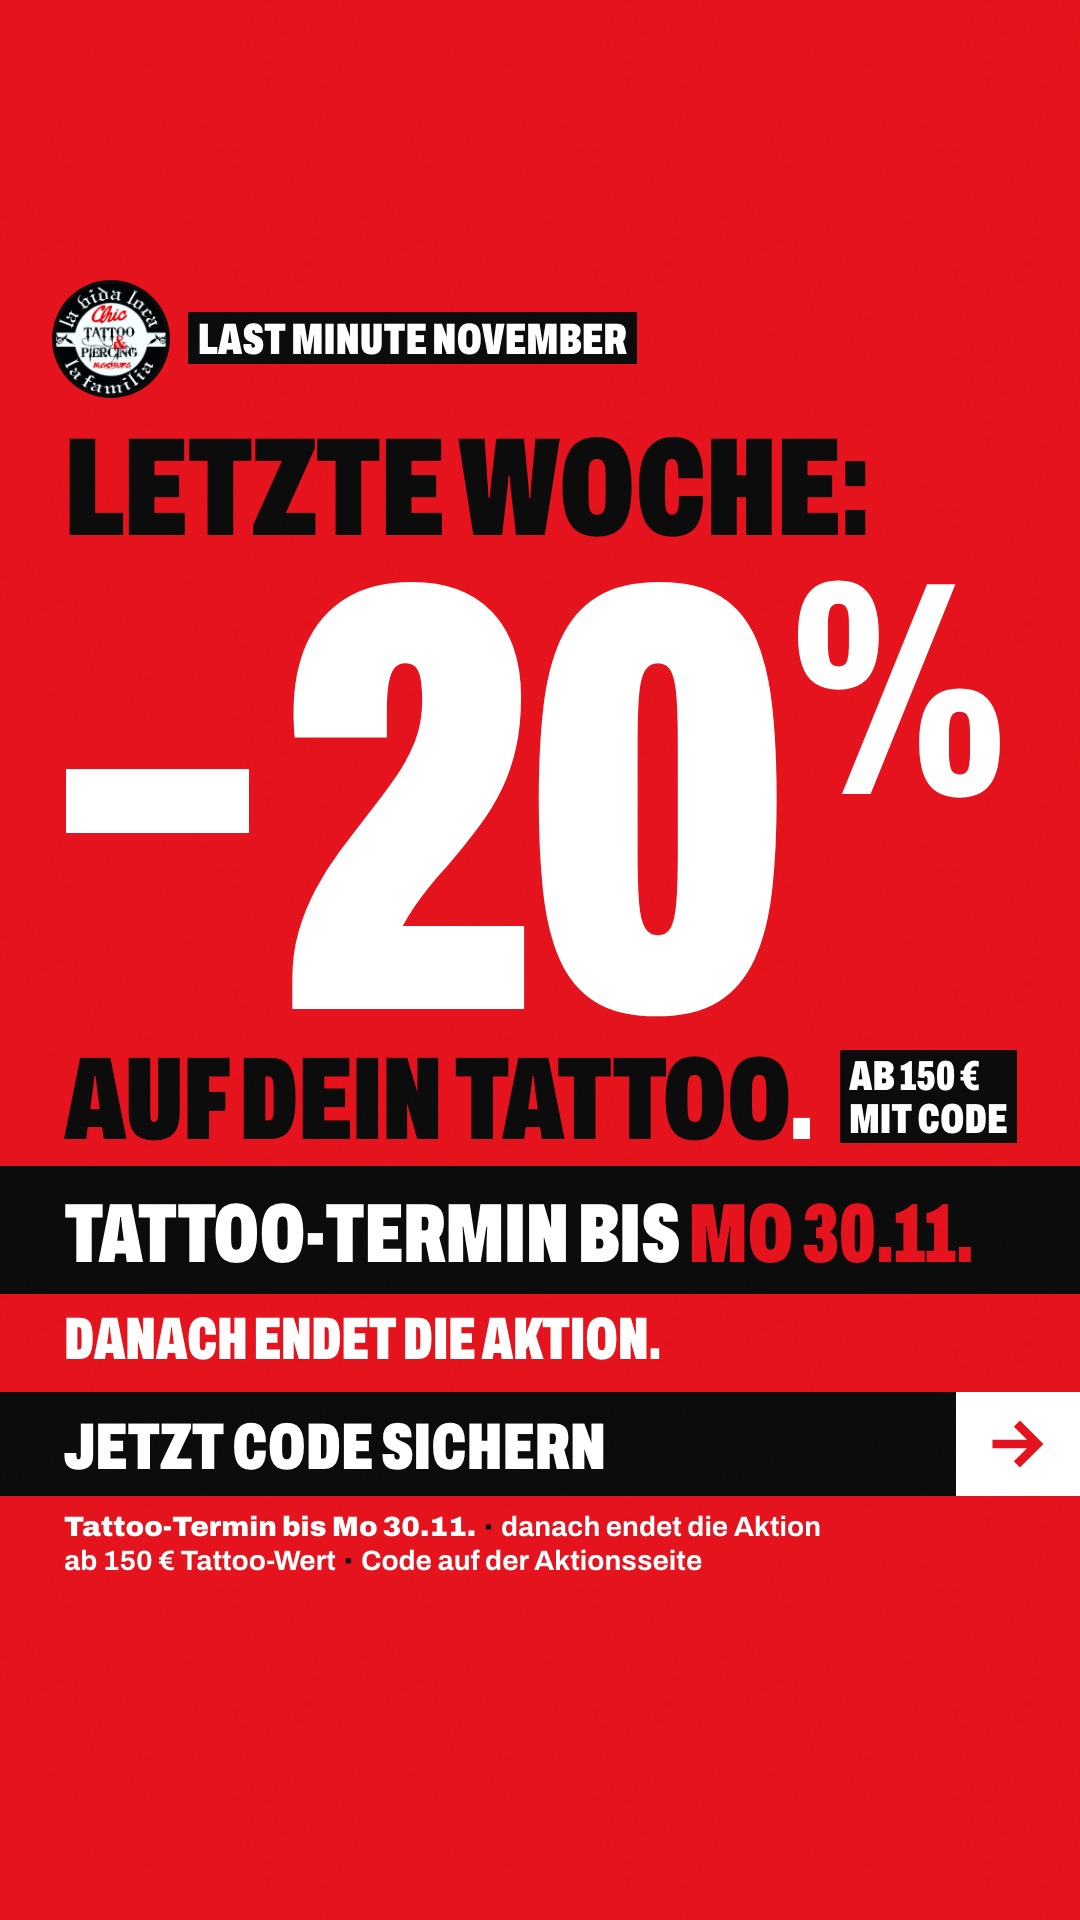 la bida loca
Chic
TATTOO
&
PIERCING
AUGSBURG
la familia
LAST MINUTE NOVEMBER
LETZTE WOCHE:
–20%
AUF DEIN TATTOO.
AB 150 €
MIT CODE
TATTOO-TERMIN BIS MO 30.11.
DANACH ENDET DIE AKTION.
JETZT CODE SICHERN →
Tattoo-Termin bis Mo 30.11. · danach endet die Aktion
ab 150 € Tattoo-Wert · Code auf der Aktionsseite